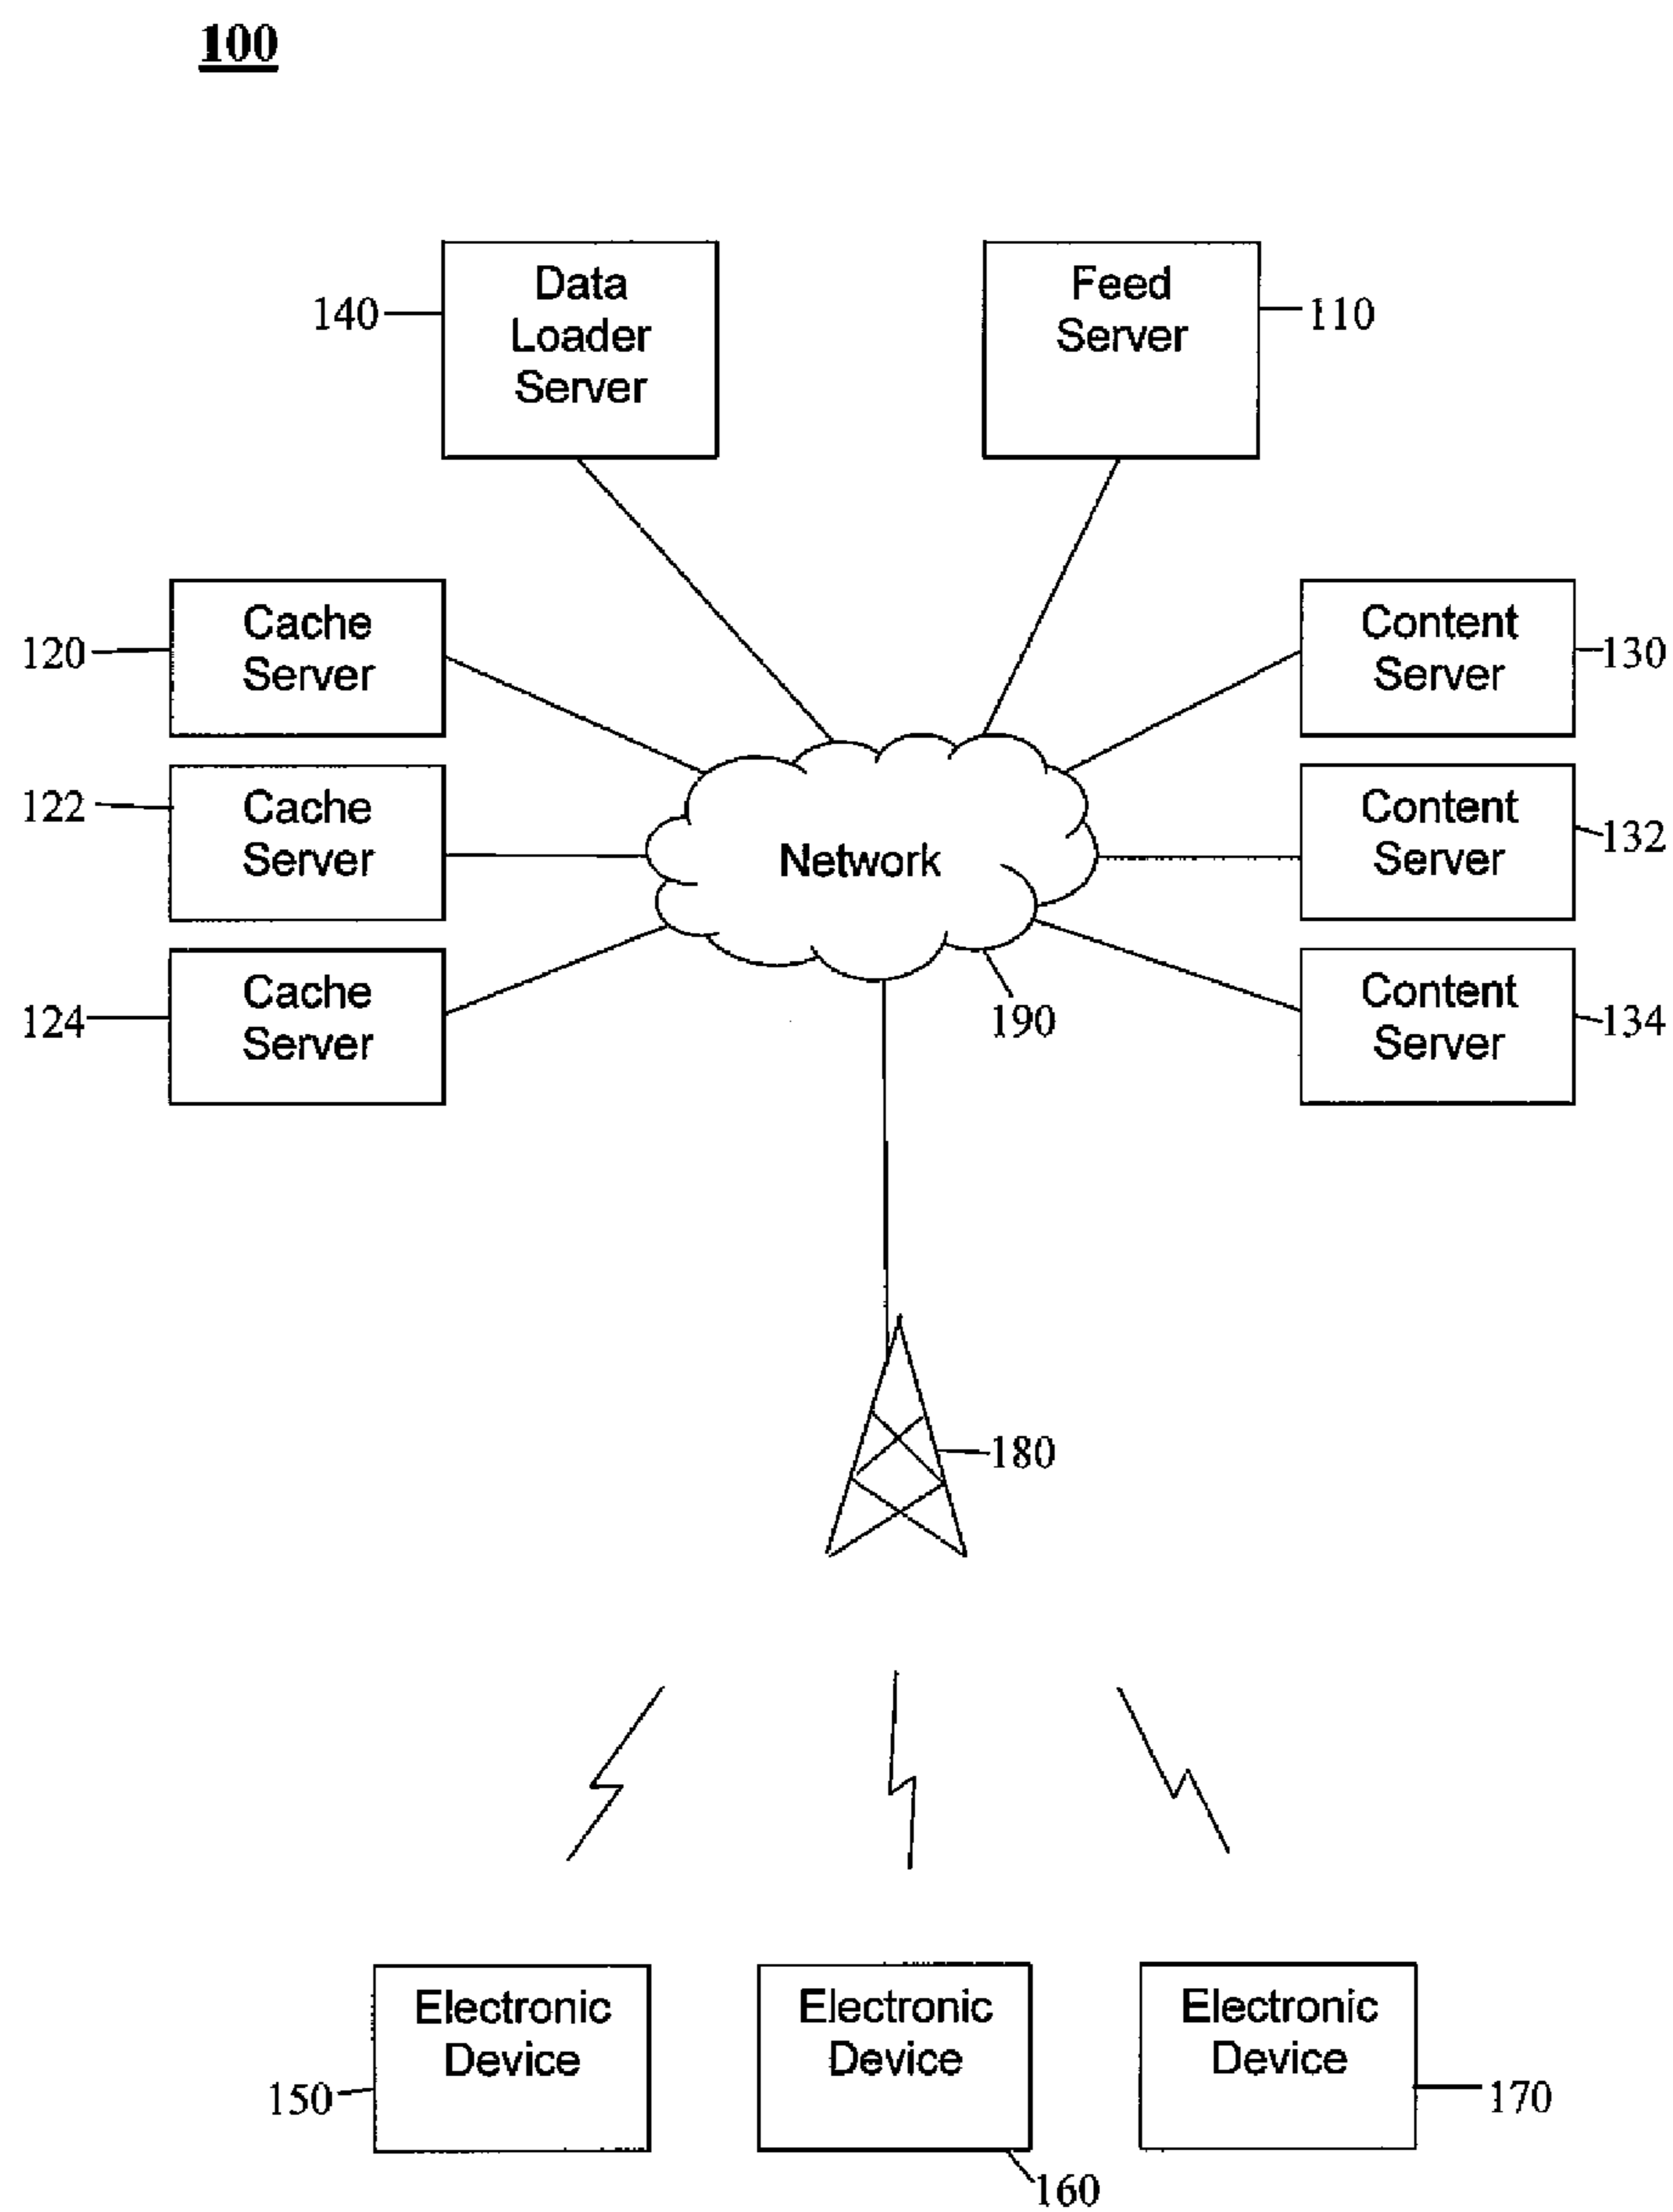 100
Data
Loader
Server
140
Feed
Server
110
Cache
Server
120
Content
Server
130
Cache
Server
122
Network
Content
Server
132
Cache
Server
124
190
Content
Server
134
180
Electronic
Device
150
Electronic
Device
160
Electronic
Device
170